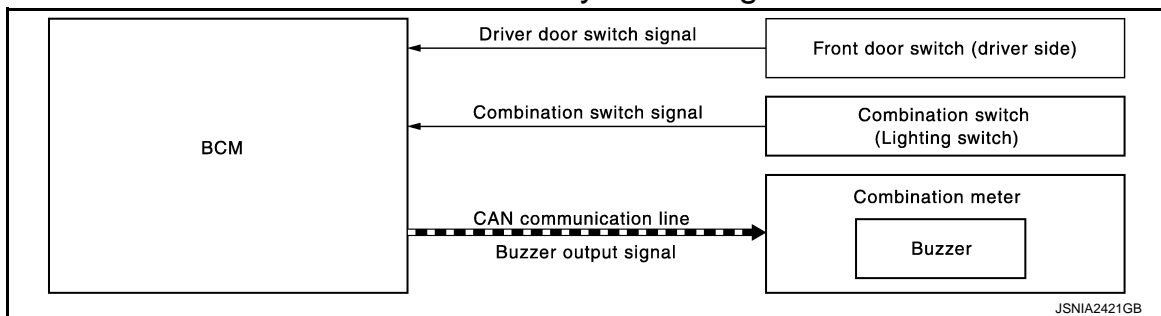 Driver door switch signal
Front door switch (driver side)
Combination switch signal
Combination switch
(Lighting switch)
BCM
Combination meter
CAN communication line
Buzzer output signal
Buzzer
JSNIA2421GB